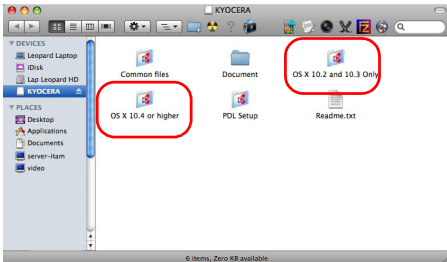 KYOCERA
DEVICES
Leopard Laptop
iDisk
Lap Leopard HD
KYOCERA
PLACES
Desktop
Applications
Documents
server-itam
video
Common files
Document
OS X 10.2 and 10.3 Only
OS X 10.4 or higher
PDL Setup
Readme.txt
6 items, Zero KB available